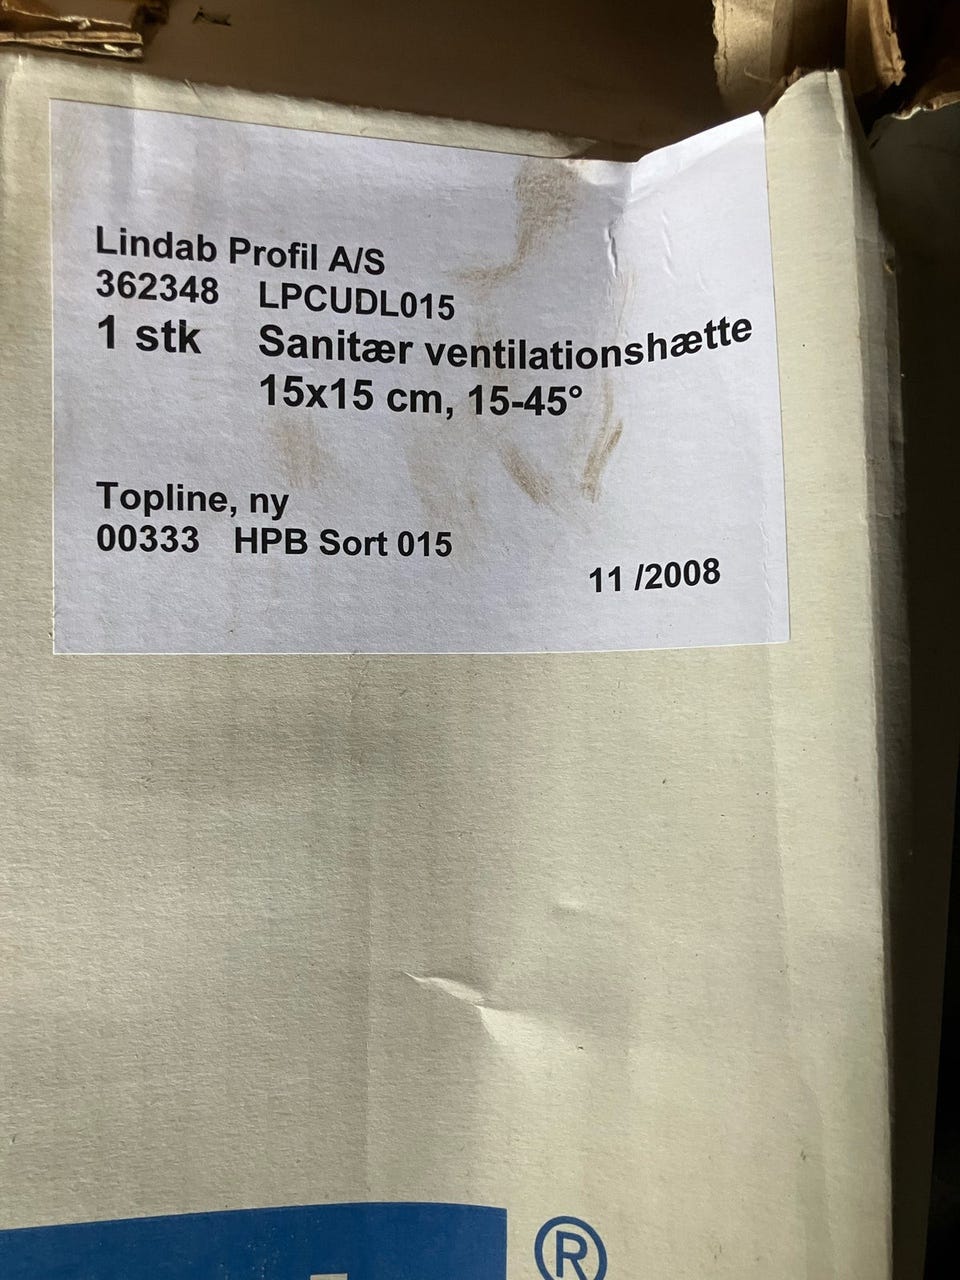 Lindab Profil A/S
362348 LPCUDL015
1 stk Sanitær ventilationshætte
15x15 cm, 15-45°
Topline, ny
00333 HPB Sort 015
11 /2008
®